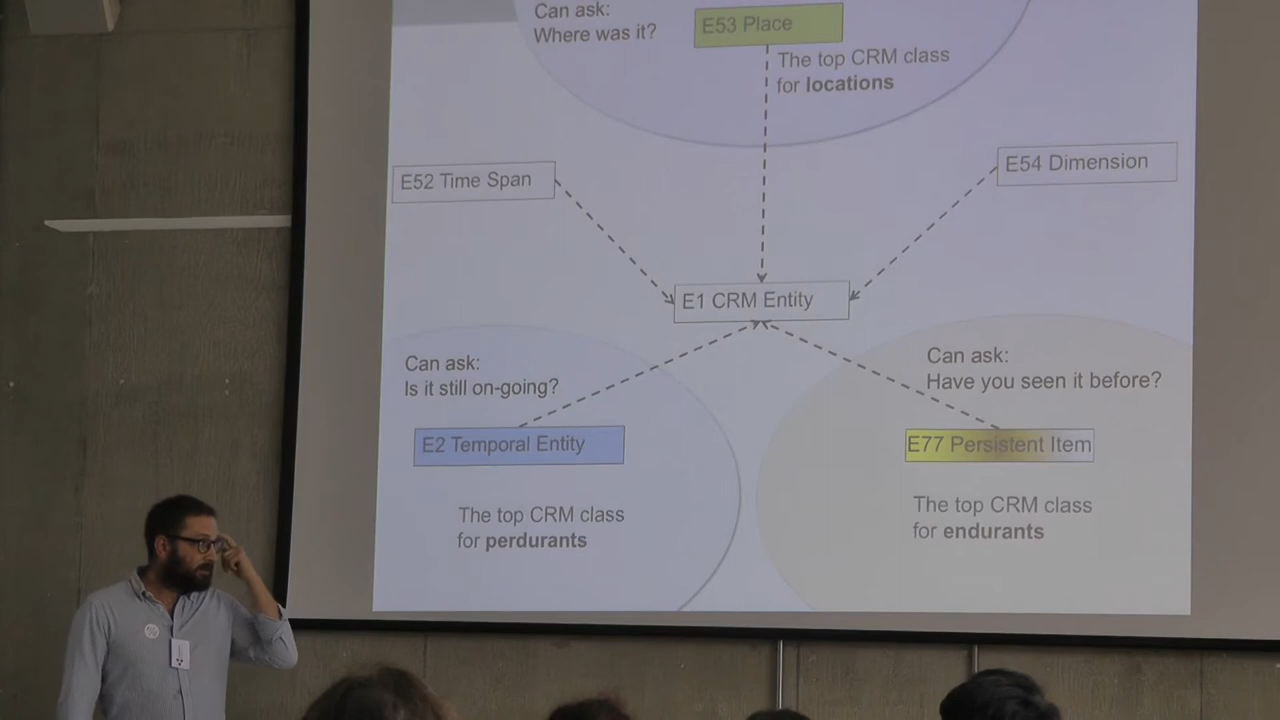 Can ask:
Where was it?
E53 Place
The top CRM class
for locations
E52 Time Span
E54 Dimension
E1 CRM Entity
Can ask:
Is it still on-going?
Can ask:
Have you seen it before?
E2 Temporal Entity
E77 Persistent Item
The top CRM class
for perdurants
The top CRM class
for endurants